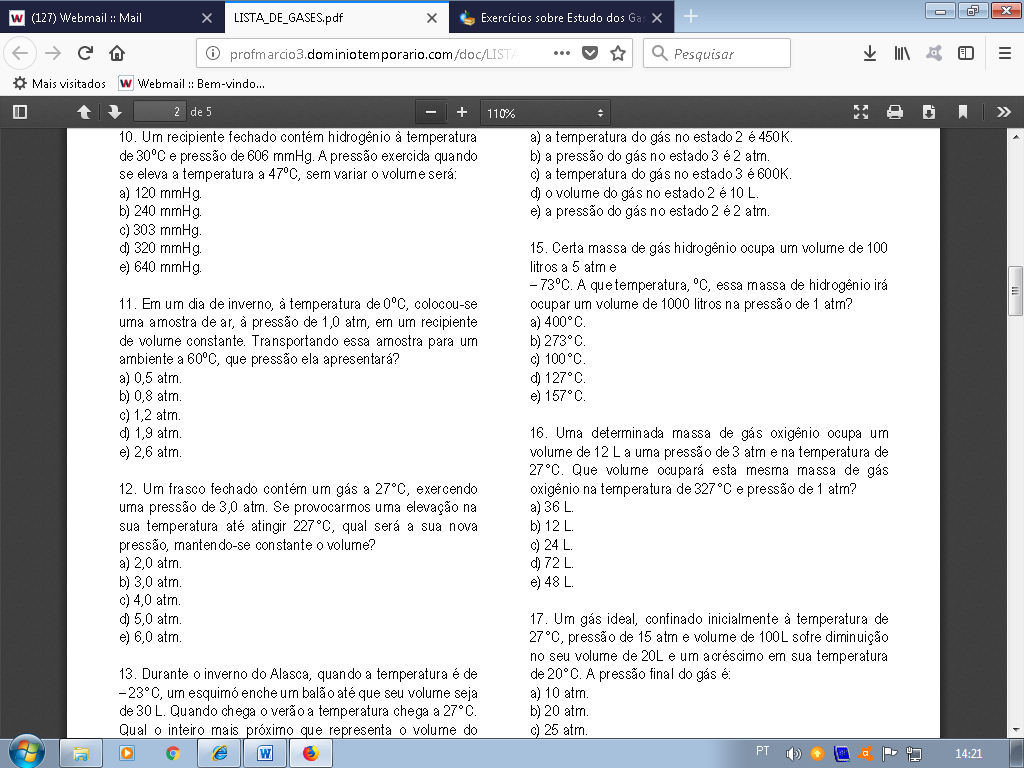 (127) Webmail :: Mail
LISTA_DE_GASES.pdf
Exercícios sobre Estudo dos Ga
profmarcio3.dominiotemporario.com/doc/LIST
Pesquisar
Mais visitados
Webmail :: Bem-vindo...
2 de 5
110%
10. Um recipiente fechado contém hidrogênio à temperatura
de 30⁰C e pressão de 606 mmHg. A pressão exercida quando
se eleva a temperatura a 47⁰C, sem variar o volume será:
a) 120 mmHg.
b) 240 mmHg.
c) 303 mmHg.
d) 320 mmHg.
e) 640 mmHg.
11. Em um dia de inverno, à temperatura de 0⁰C, colocou-se
uma amostra de ar, à pressão de 1,0 atm, em um recipiente
de volume constante. Transportando essa amostra para um
ambiente a 60⁰C, que pressão ela apresentará?
a) 0,5 atm.
b) 0,8 atm.
c) 1,2 atm.
d) 1,9 atm.
e) 2,6 atm.
12. Um frasco fechado contém um gás a 27°C, exercendo
uma pressão de 3,0 atm. Se provocarmos uma elevação na
sua temperatura até atingir 227°C, qual será a sua nova
pressão, mantendo-se constante o volume?
a) 2,0 atm.
b) 3,0 atm.
c) 4,0 atm.
d) 5,0 atm.
e) 6,0 atm.
13. Durante o inverno do Alasca, quando a temperatura é de
–23°C, um esquimó enche um balão até que seu volume seja
de 30 L. Quando chega o verão a temperatura chega a 27°C.
Qual o inteiro mais próximo que representa o volume do
a) a temperatura do gás no estado 2 é 450K.
b) a pressão do gás no estado 3 é 2 atm.
c) a temperatura do gás no estado 3 é 600K.
d) o volume do gás no estado 2 é 10 L.
e) a pressão do gás no estado 2 é 2 atm.
15. Certa massa de gás hidrogênio ocupa um volume de 100
litros a 5 atm e
– 73⁰C. A que temperatura, ⁰C, essa massa de hidrogênio irá
ocupar um volume de 1000 litros na pressão de 1 atm?
a) 400°C.
b) 273°C.
c) 100°C.
d) 127°C.
e) 157°C.
16. Uma determinada massa de gás oxigênio ocupa um
volume de 12 L a uma pressão de 3 atm e na temperatura de
27°C. Que volume ocupará esta mesma massa de gás
oxigênio na temperatura de 327°C e pressão de 1 atm?
a) 36 L.
b) 12 L.
c) 24 L.
d) 72 L.
e) 48 L.
17. Um gás ideal, confinado inicialmente à temperatura de
27°C, pressão de 15 atm e volume de 100L sofre diminuição
no seu volume de 20L e um acréscimo em sua temperatura
de 20°C. A pressão final do gás é:
a) 10 atm.
b) 20 atm.
c) 25 atm.
PT
14:21